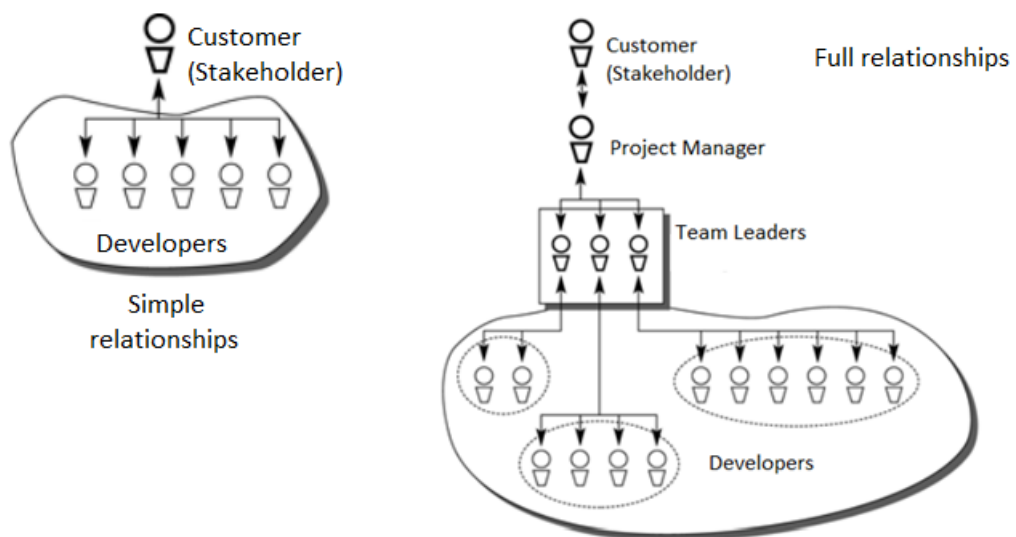 Customer
(Stakeholder)
Developers
Simple
relationships
Full relationships
Customer
(Stakeholder)
Project Manager
Team Leaders
Developers